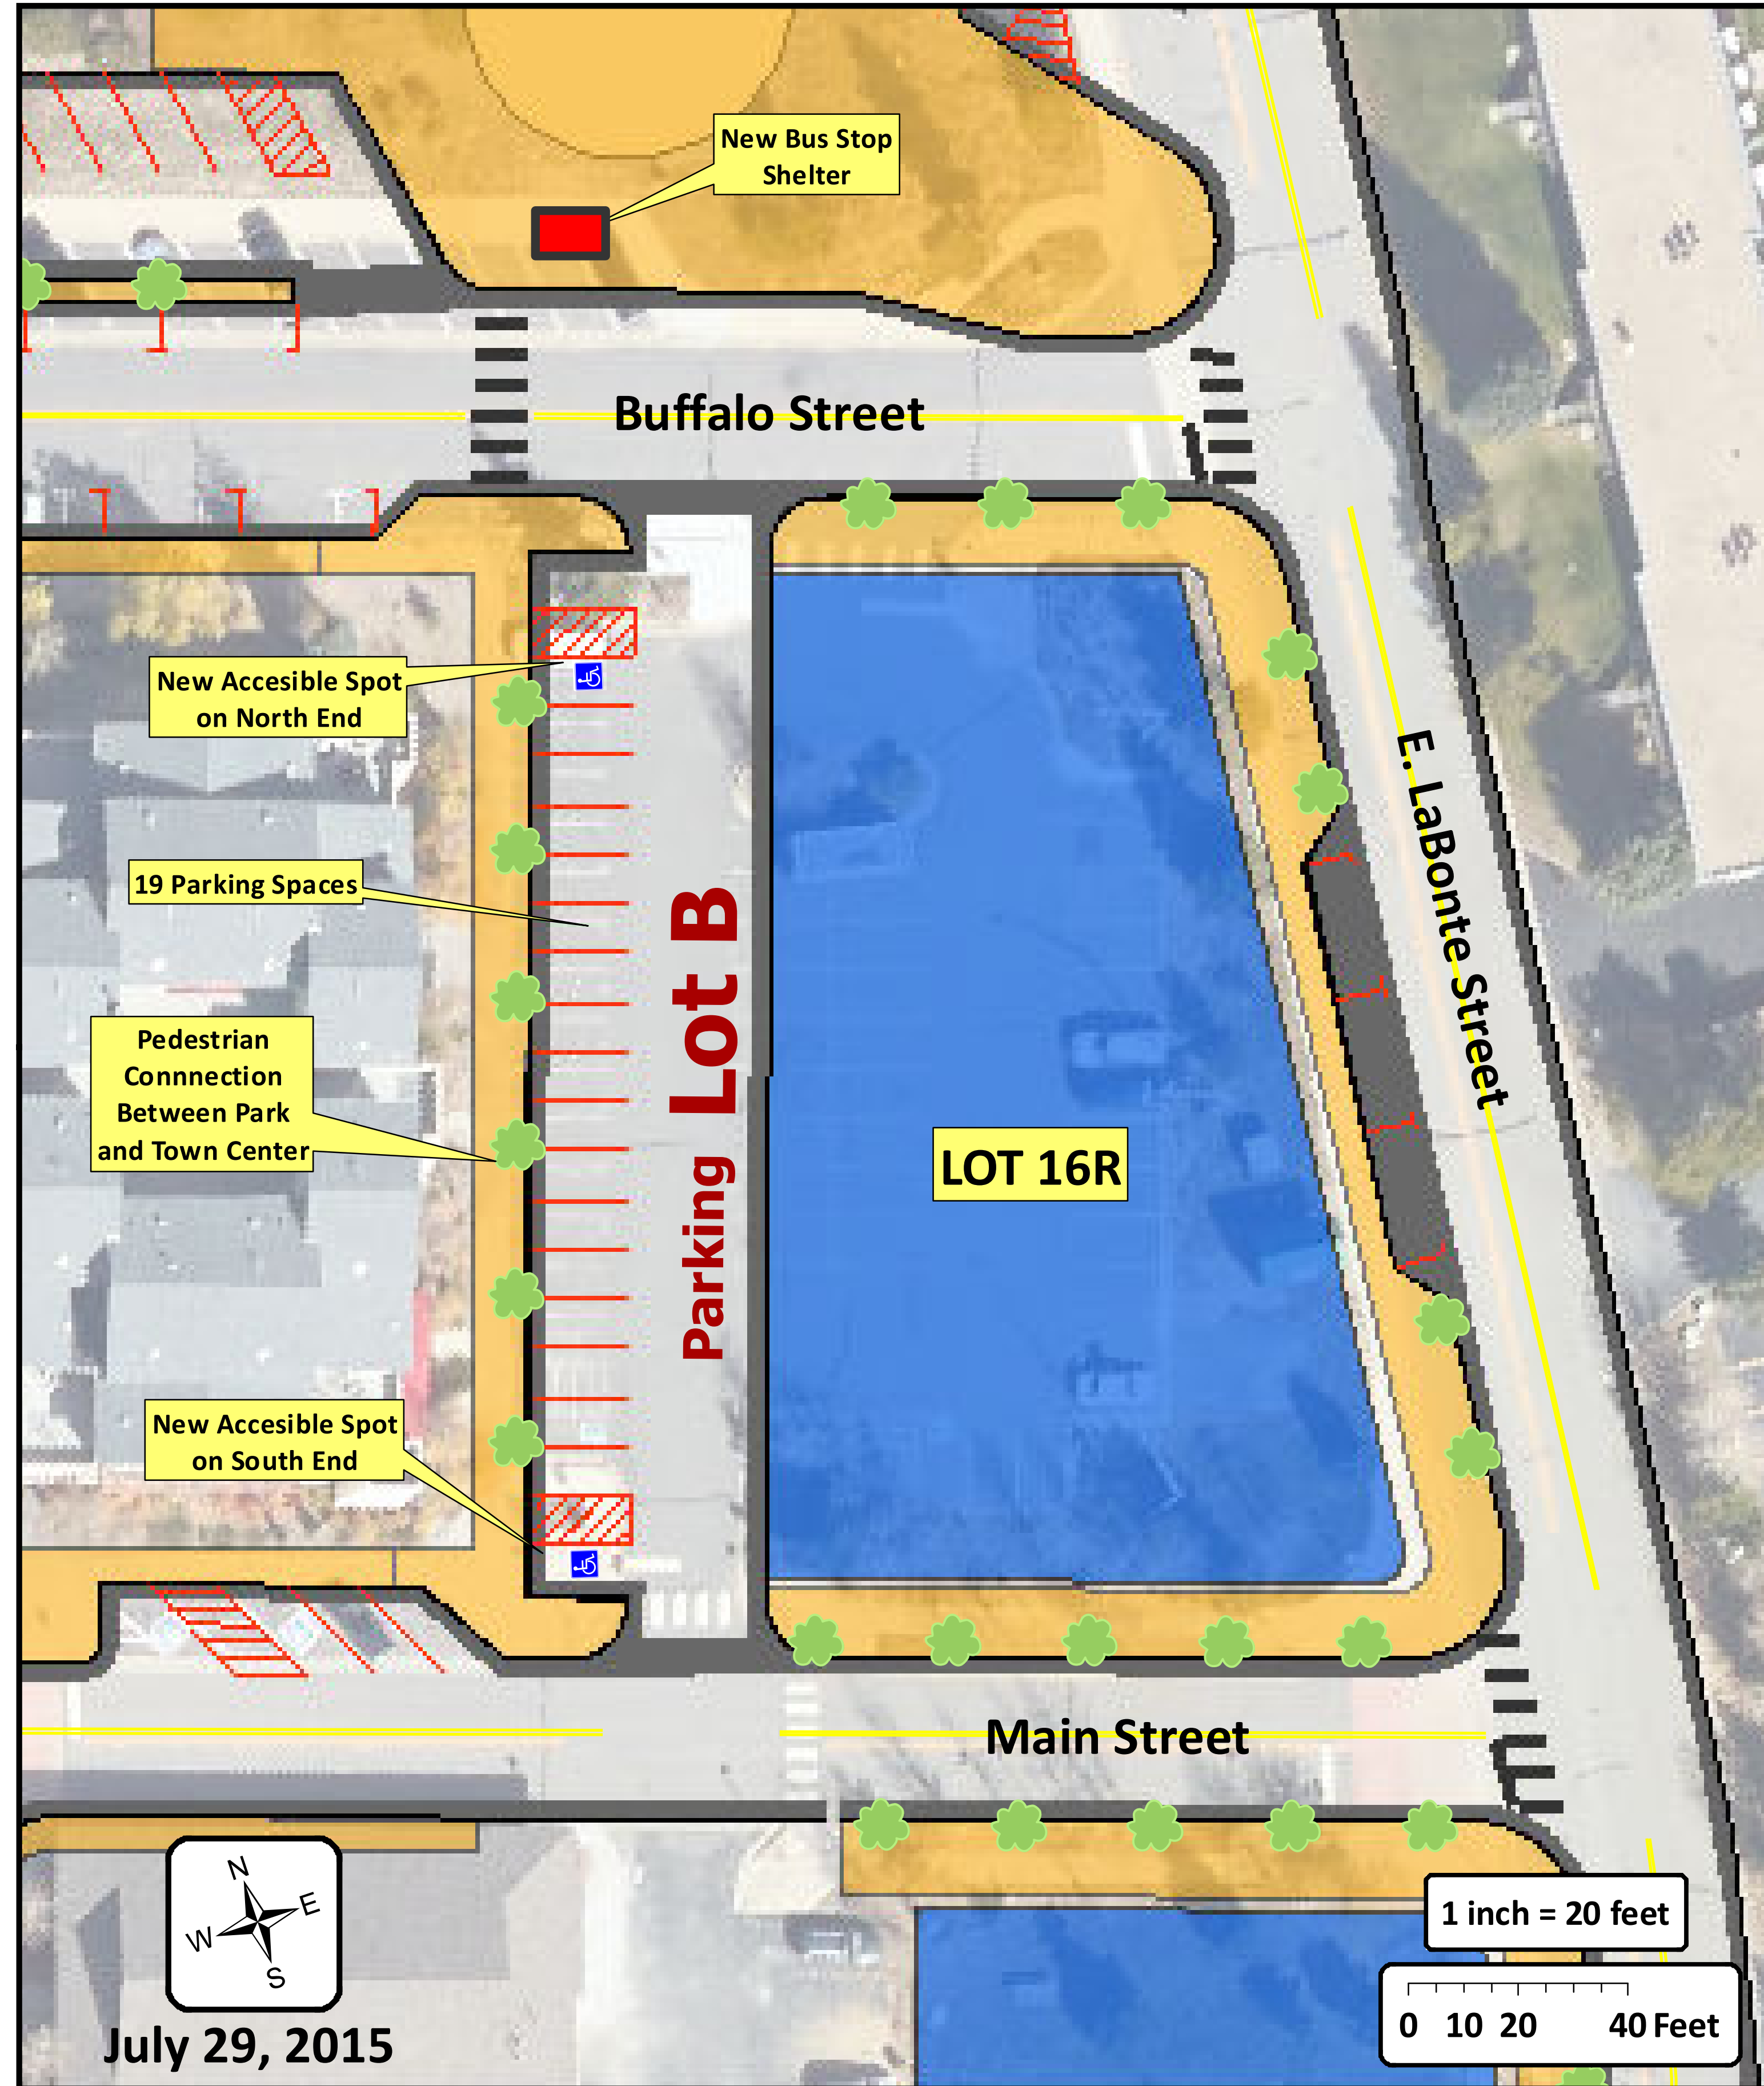 New Bus Stop
Shelter
Buffalo Street
New Accesible Spot
on North End
19 Parking Spaces
E. LaBonte Street
Parking Lot B
Pedestrian
Connnection
Between Park
and Town Center
LOT 16R
New Accesible Spot
on South End
Main Street
N
E
W
S
1 inch = 20 feet
0 10 20 40 Feet
July 29, 2015